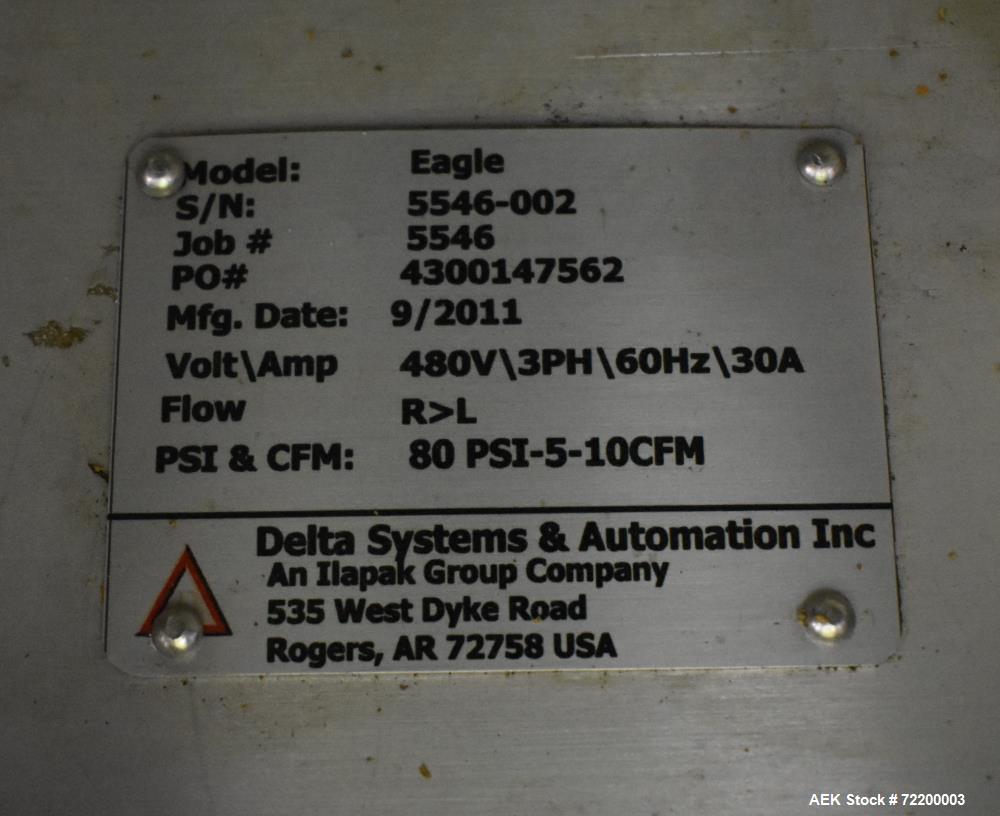 Model: Eagle
S/N: 5546-002
Job # 5546
PO# 4300147562
Mfg. Date: 9/2011
Volt\Amp 480V\3PH\60Hz\30A
Flow R>L
PSI & CFM: 80 PSI-5-10CFM
Delta Systems & Automation Inc
An Ilapak Group Company
535 West Dyke Road
Rogers, AR 72758 USA
AEK Stock # 72200003